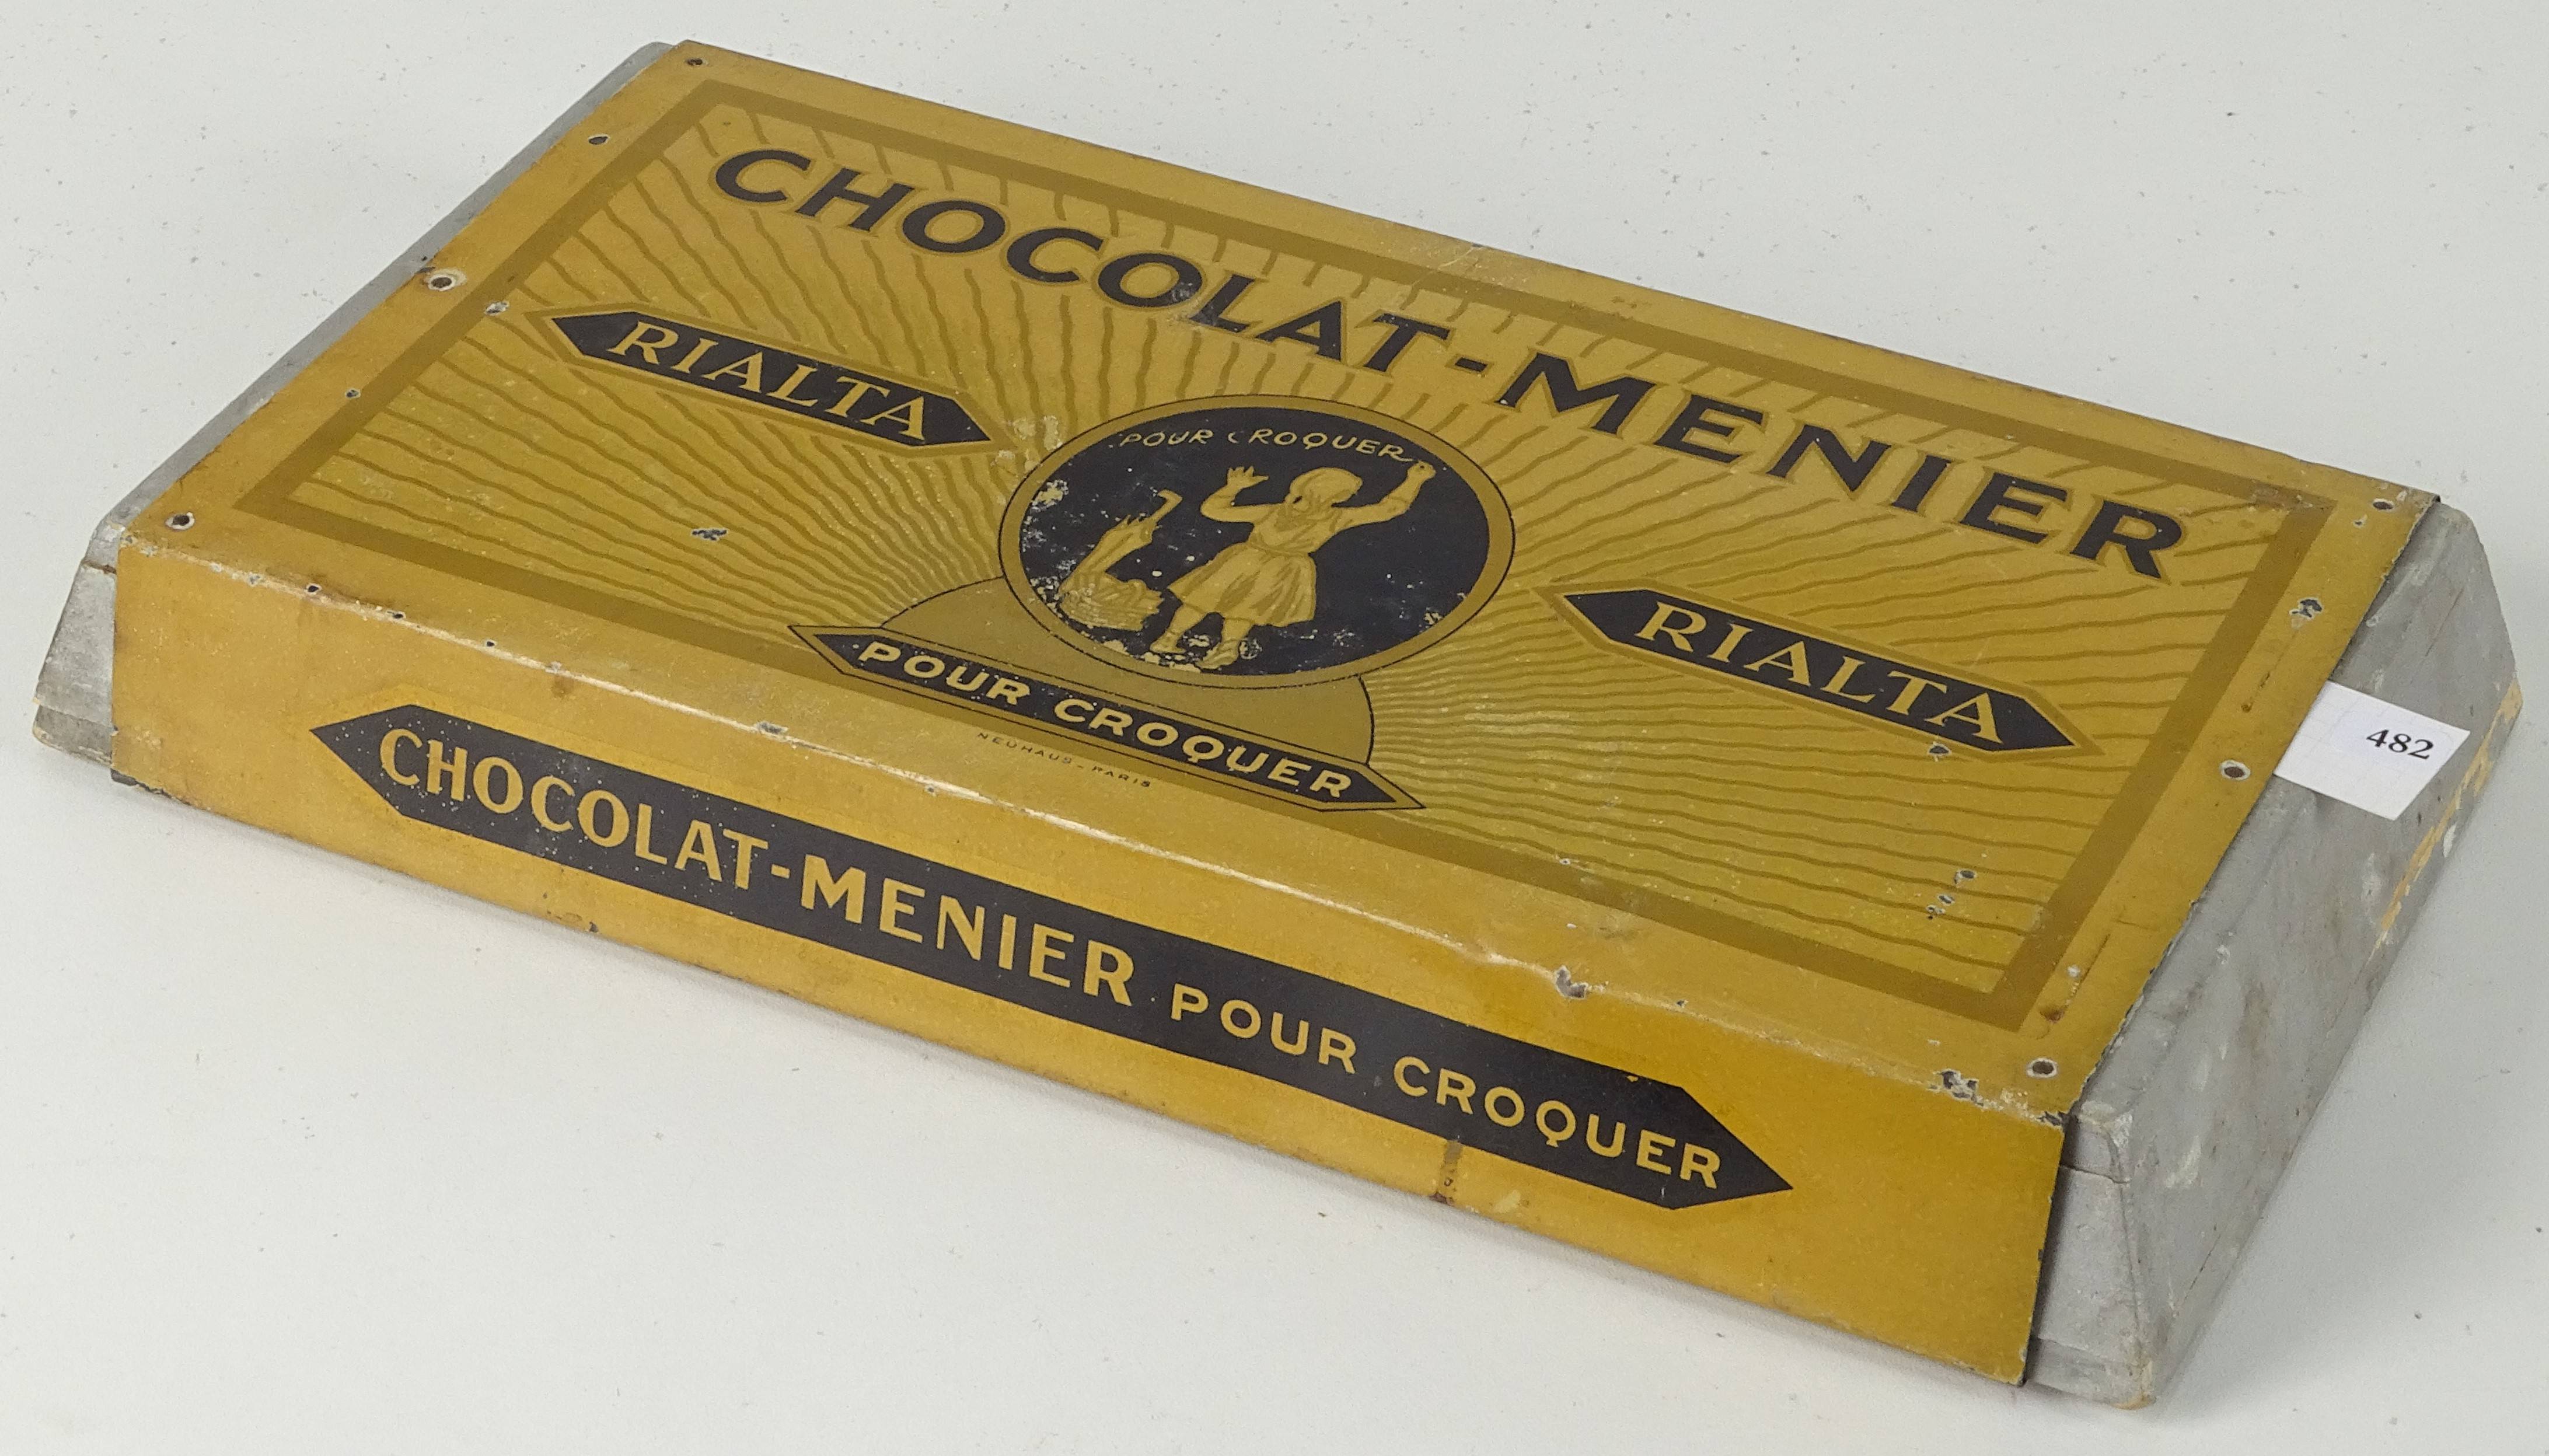 CHOCOLAT-MENIER
RIALTA
POUR CROQUER
RIALTA
POUR CROQUER
NEUHAUS-PARIS
CHOCOLAT-MENIER POUR CROQUER
482